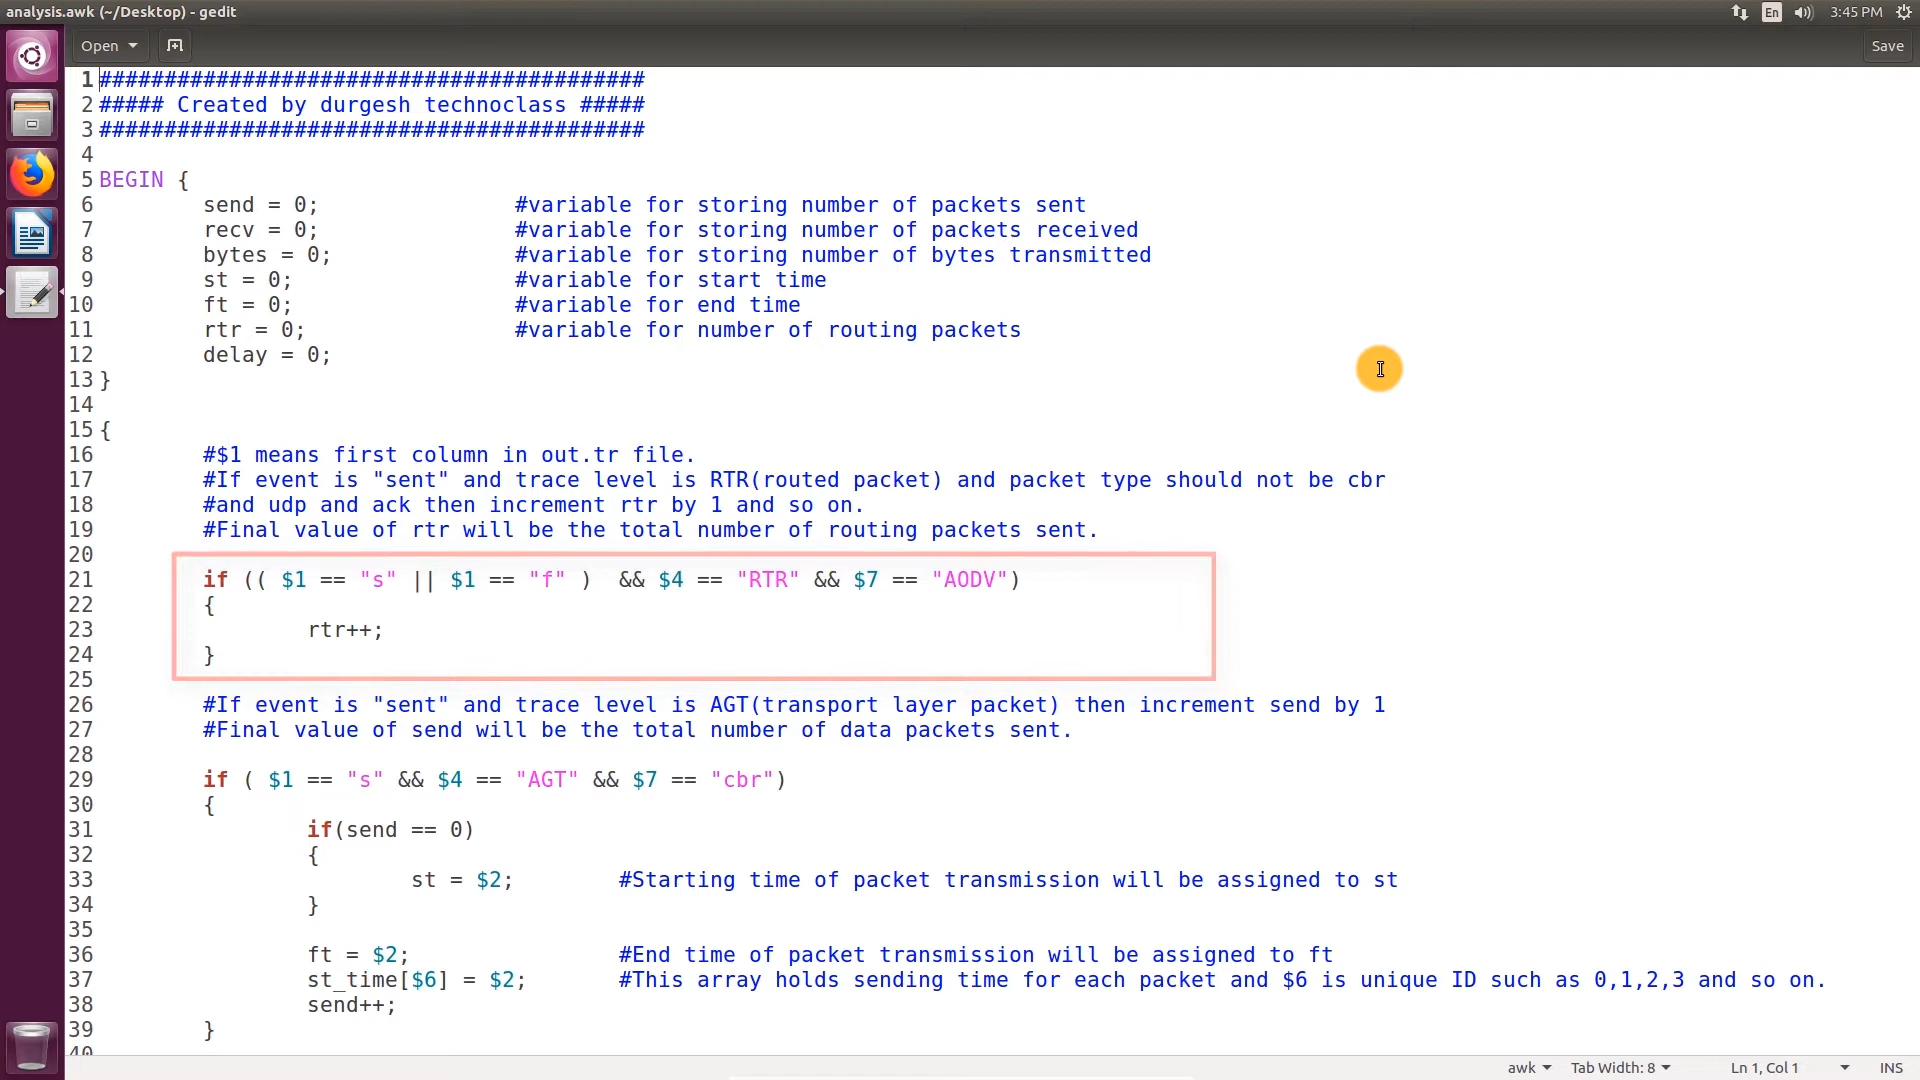 analysis.awk (~/Desktop) - gedit
En 3:45 PM
Open Save
1 ##########################################
2 ##### Created by durgesh technoclass #####
3 ##########################################
4
5 BEGIN {
6 send = 0; #variable for storing number of packets sent
7 recv = 0; #variable for storing number of packets received
8 bytes = 0; #variable for storing number of bytes transmitted
9 st = 0; #variable for start time
10 ft = 0; #variable for end time
11 rtr = 0; #variable for number of routing packets
12 delay = 0;
13 }
14
15 {
16 #$1 means first column in out.tr file.
17 #If event is "sent" and trace level is RTR(routed packet) and packet type should not be cbr
18 #and udp and ack then increment rtr by 1 and so on.
19 #Final value of rtr will be the total number of routing packets sent.
20
21 if (( $1 == "s" || $1 == "f" )  && $4 == "RTR" && $7 == "AODV")
22 {
23 rtr++;
24 }
25
26 #If event is "sent" and trace level is AGT(transport layer packet) then increment send by 1
27 #Final value of send will be the total number of data packets sent.
28
29 if ( $1 == "s" && $4 == "AGT" && $7 == "cbr")
30 {
31 if(send == 0)
32 {
33 st = $2; #Starting time of packet transmission will be assigned to st
34 }
35
36 ft = $2; #End time of packet transmission will be assigned to ft
37 st_time[$6] = $2; #This array holds sending time for each packet and $6 is unique ID such as 0,1,2,3 and so on.
38 send++;
39 }
40
awk Tab Width: 8 Ln 1, Col 1 INS